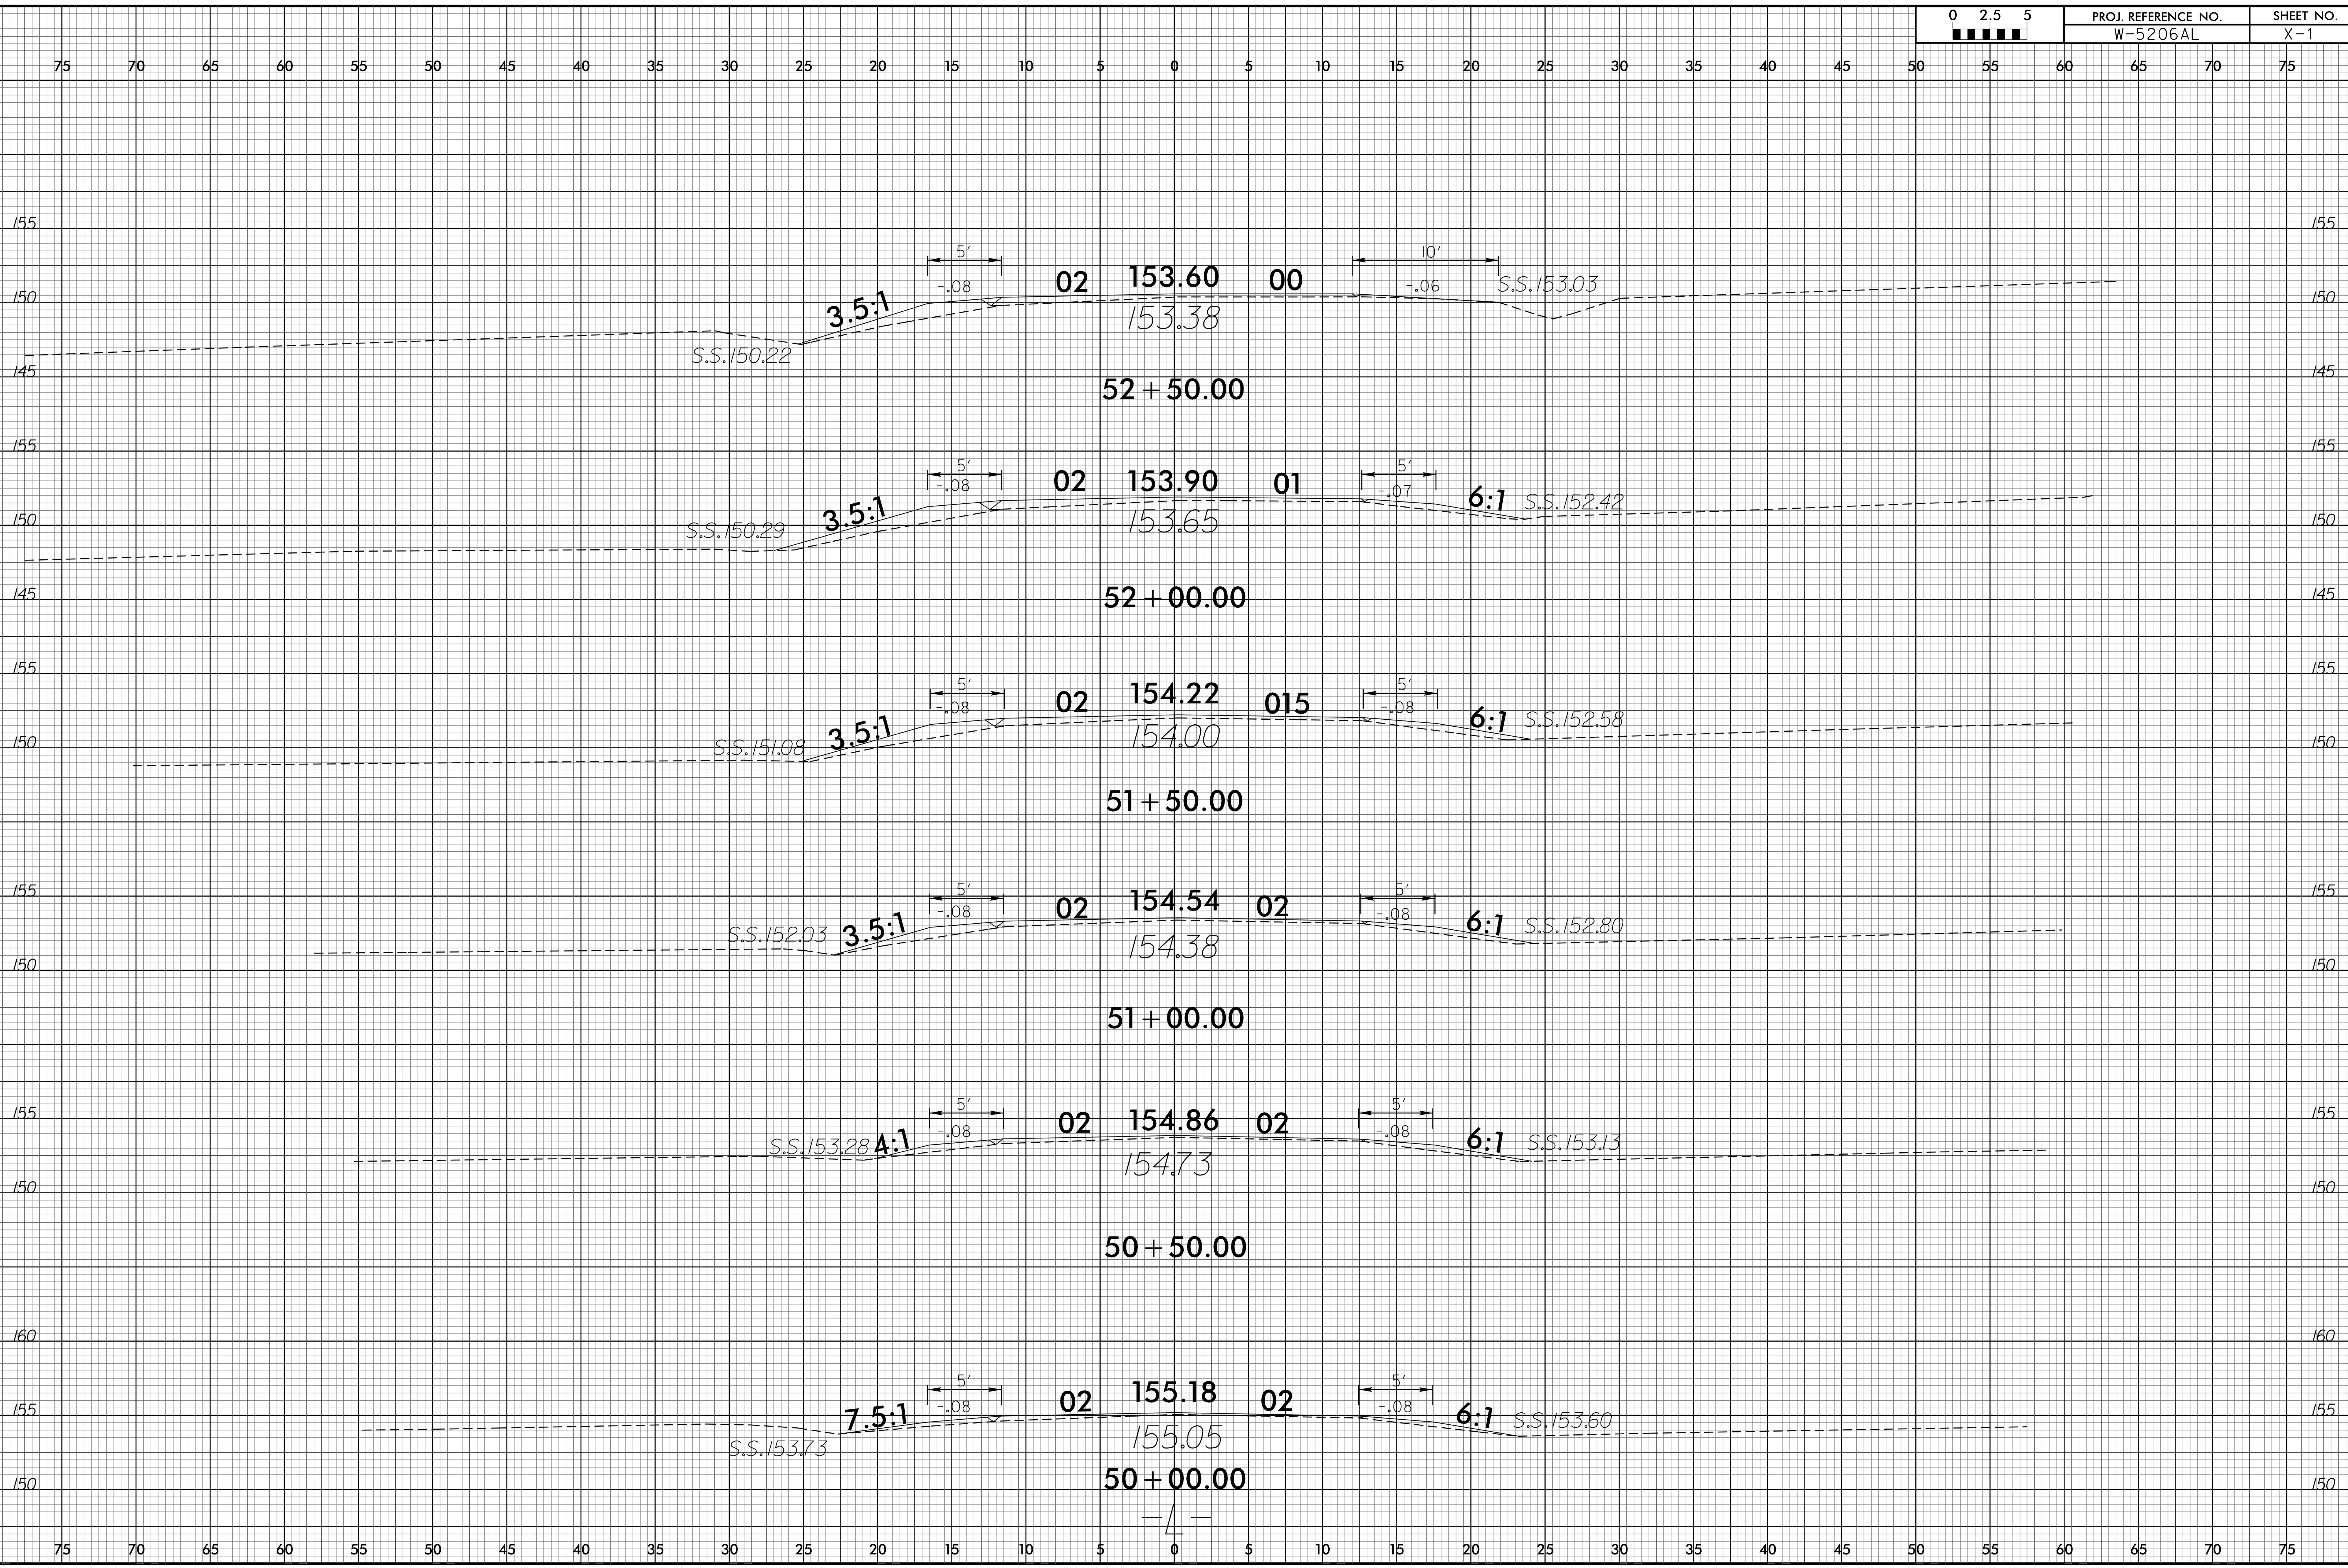 0 2.5 5
PROJ. REFERENCE NO. SHEET NO.
W-5206AL X-1
75 70 65 60 55 50 45 40 35 30 25 20 15 10 5 0 5 10 15 20 25 30 35 40 45 50 55 60 65 70 75
155 155
5' 10'
-.08 02 153.60 00 -.06 S.S.153.03
150 150
3.5:1 153.38
S.S.150.22
145 145
52+50.00
155 155
5' 5'
-.08 02 153.90 01 -.07 6:1 S.S.152.42
150 150
S.S.150.29 3.5:1 153.65
145 145
52+00.00
155 155
5' 5'
-.08 02 154.22 015 -.08 6:1 S.S.152.58
150 150
S.S.151.08 3.5:1 154.00
51+50.00
155 155
5' 5'
-.08 02 154.54 02 -.08 6:1 S.S.152.80
S.S.152.03 3.5:1 154.38
150 150
51+00.00
155 155
5' 5'
-.08 02 154.86 02 -.08 6:1 S.S.153.13
S.S.153.28 4:1 154.73
150 150
50+50.00
160 160
5' 5'
7.5:1 -.08 02 155.18 02 -.08 6:1 S.S.153.60
155 155
S.S.153.73 155.05
150 50+00.00 150
-L-
75 70 65 60 55 50 45 40 35 30 25 20 15 10 5 0 5 10 15 20 25 30 35 40 45 50 55 60 65 70 75